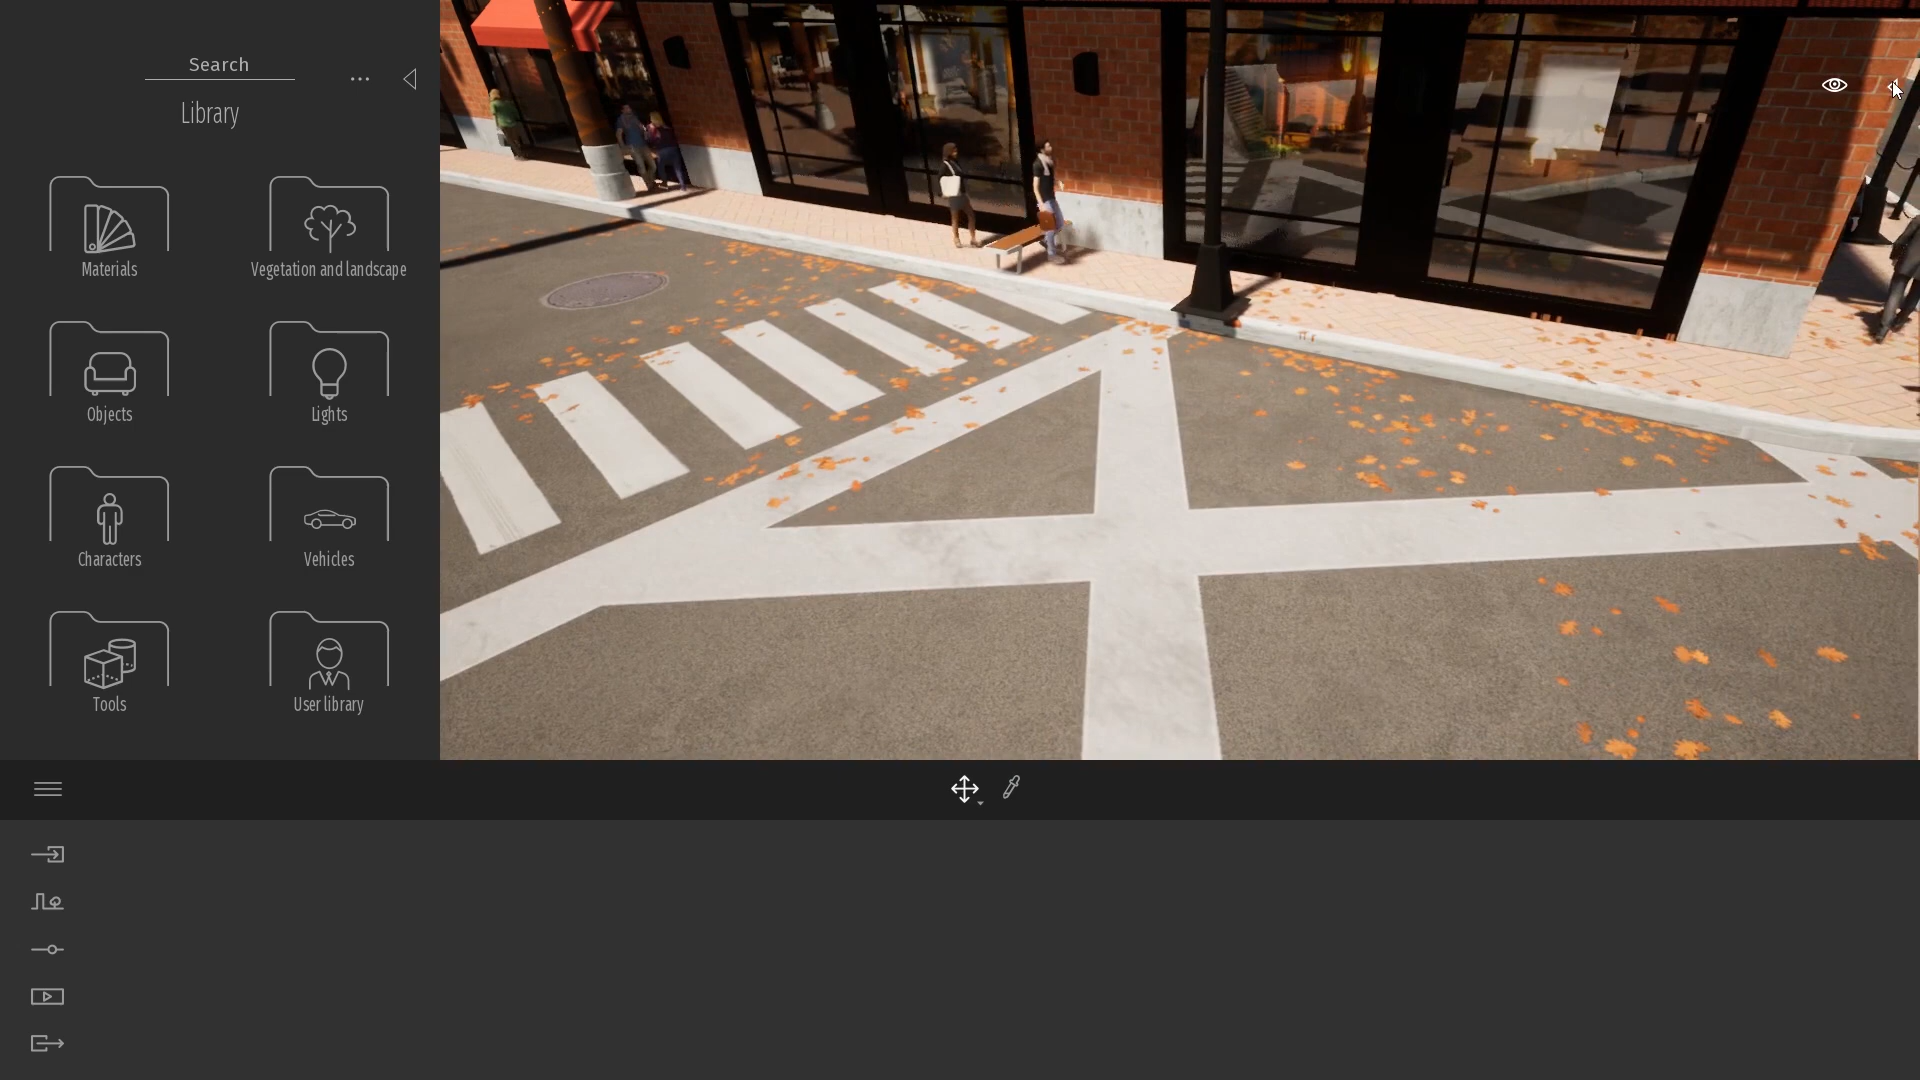 Search
Library
Materials
Vegetation and landscape
Objects
Lights
Characters
Vehicles
Tools
User library